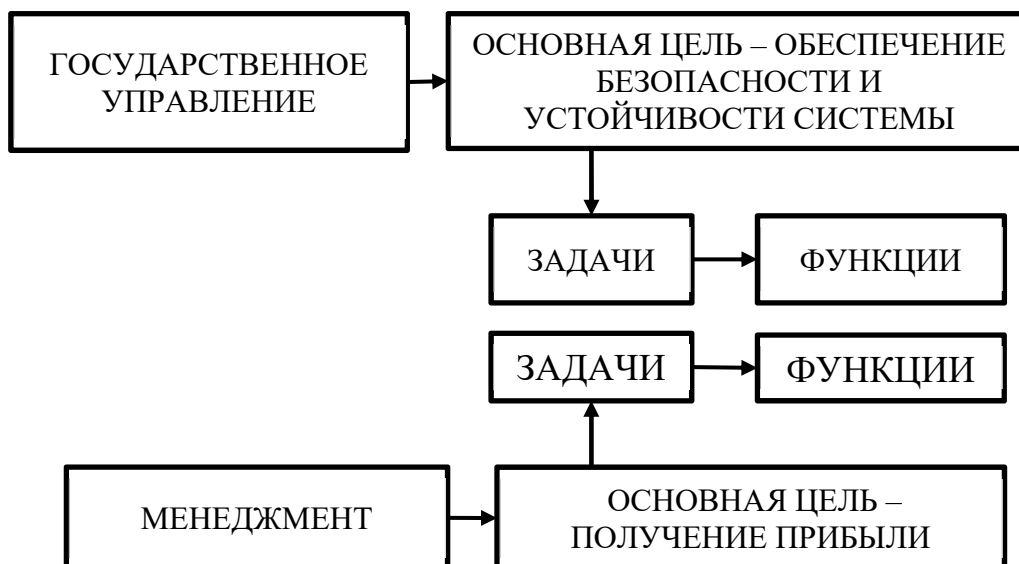 ГОСУДАРСТВЕННОЕ
УПРАВЛЕНИЕ
ОСНОВНАЯ ЦЕЛЬ – ОБЕСПЕЧЕНИЕ
БЕЗОПАСНОСТИ И
УСТОЙЧИВОСТИ СИСТЕМЫ
ЗАДАЧИ
ФУНКЦИИ
ЗАДАЧИ
ФУНКЦИИ
МЕНЕДЖМЕНТ
ОСНОВНАЯ ЦЕЛЬ –
ПОЛУЧЕНИЕ ПРИБЫЛИ